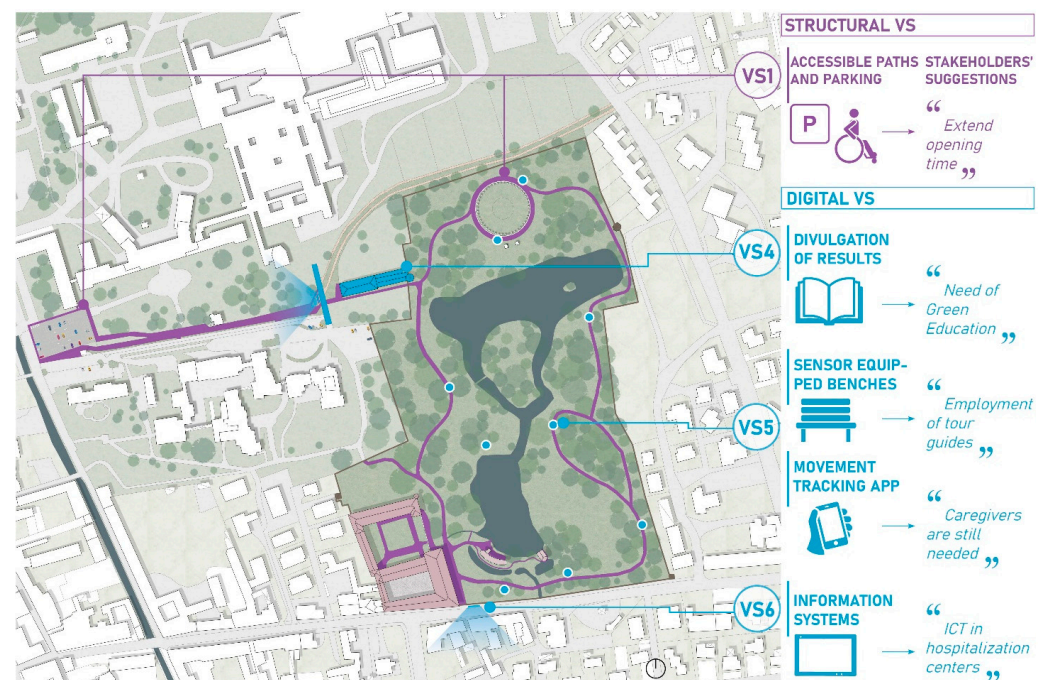 STRUCTURAL VS
VS1
ACCESSIBLE PATHS
AND PARKING
P
STAKEHOLDERS'
SUGGESTIONS
“
Extend
opening
time „
DIGITAL VS
VS4
DIVULGATION
OF RESULTS
“
Need of
Green
Education „
SENSOR EQUIP-
PED BENCHES
“
Employment
of tour
guides „
VS5
MOVEMENT
TRACKING APP
“
Caregivers
are still
needed „
VS6
INFORMATION
SYSTEMS
“
ICT in
hospitalization
centers „